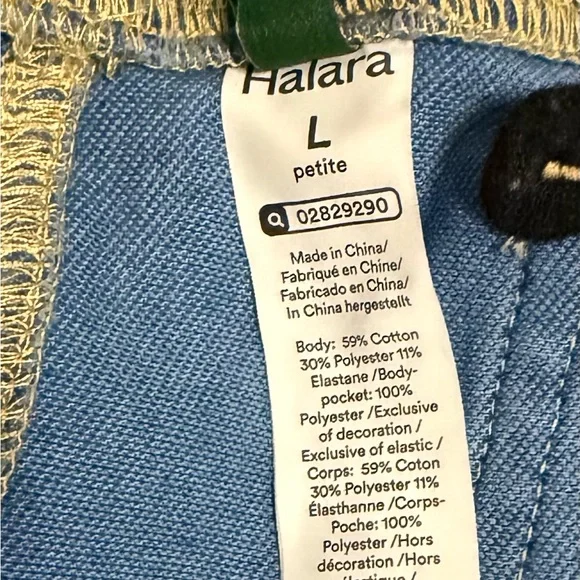 Halara
L
petite
02829290
Made in China/
Fabriqué en Chine/
Fabricado en China/
In China hergestellt
Body: 59% Cotton
30% Polyester 11%
Elastane /Body-
pocket: 100%
Polyester /Exclusive
of decoration /
Exclusive of elastic /
Corps: 59% Coton
30% Polyester 11%
Élasthanne /Corps-
Poche: 100%
Polyester /Hors
décoration /Hors